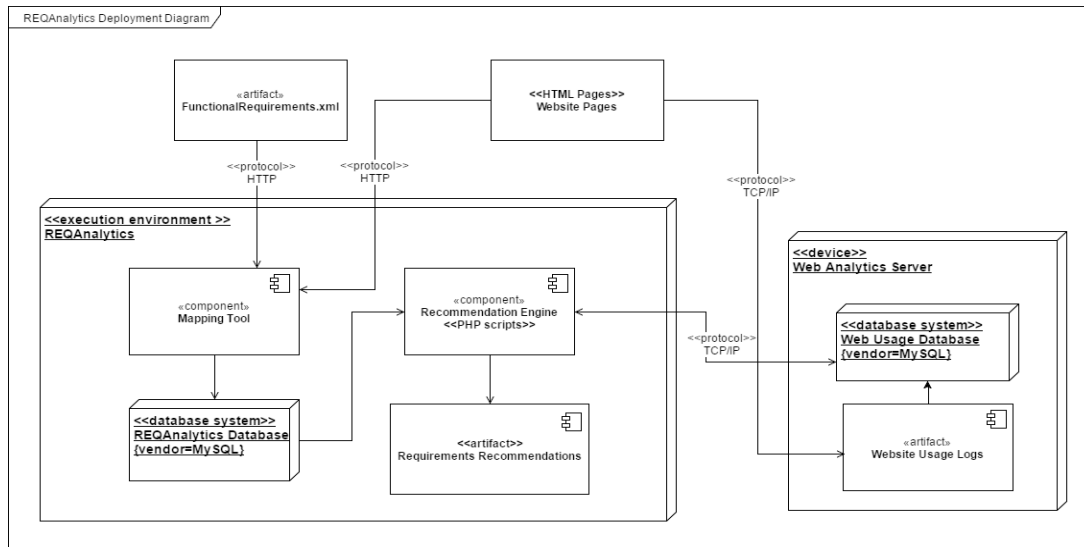 REQAnalytics Deployment Diagram
«artifact»
FunctionalRequirements.xml
<<HTML Pages>>
Website Pages
<<protocol>>
HTTP
<<protocol>>
HTTP
<<protocol>>
TCP/IP
<<execution environment >>
REQAnalytics
<<device>>
Web Analytics Server
«component»
Mapping Tool
«component»
Recommendation Engine
<<PHP scripts>>
<<protocol>>
TCP/IP
<<database system>>
Web Usage Database
{vendor=MySQL}
<<database system>>
REQAnalytics Database
{vendor=MySQL}
<<artifact>>
Requirements Recommendations
«artifact»
Website Usage Logs